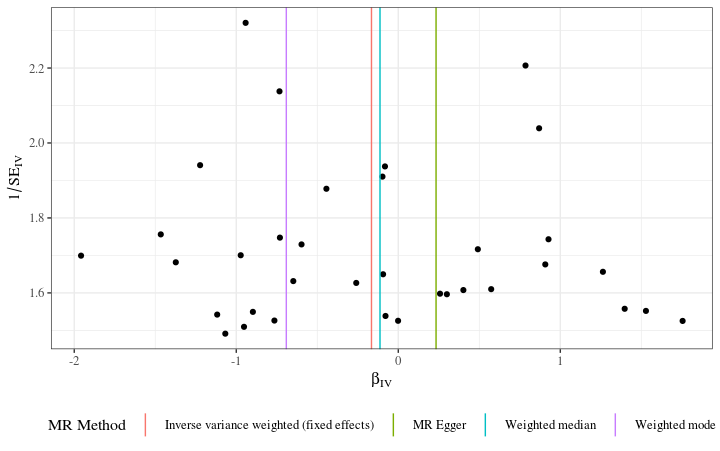 2.2
2.0
1.8
1.6
1/SE_IV
-2 -1 0 1
β_IV
MR Method Inverse variance weighted (fixed effects) MR Egger Weighted median Weighted mode